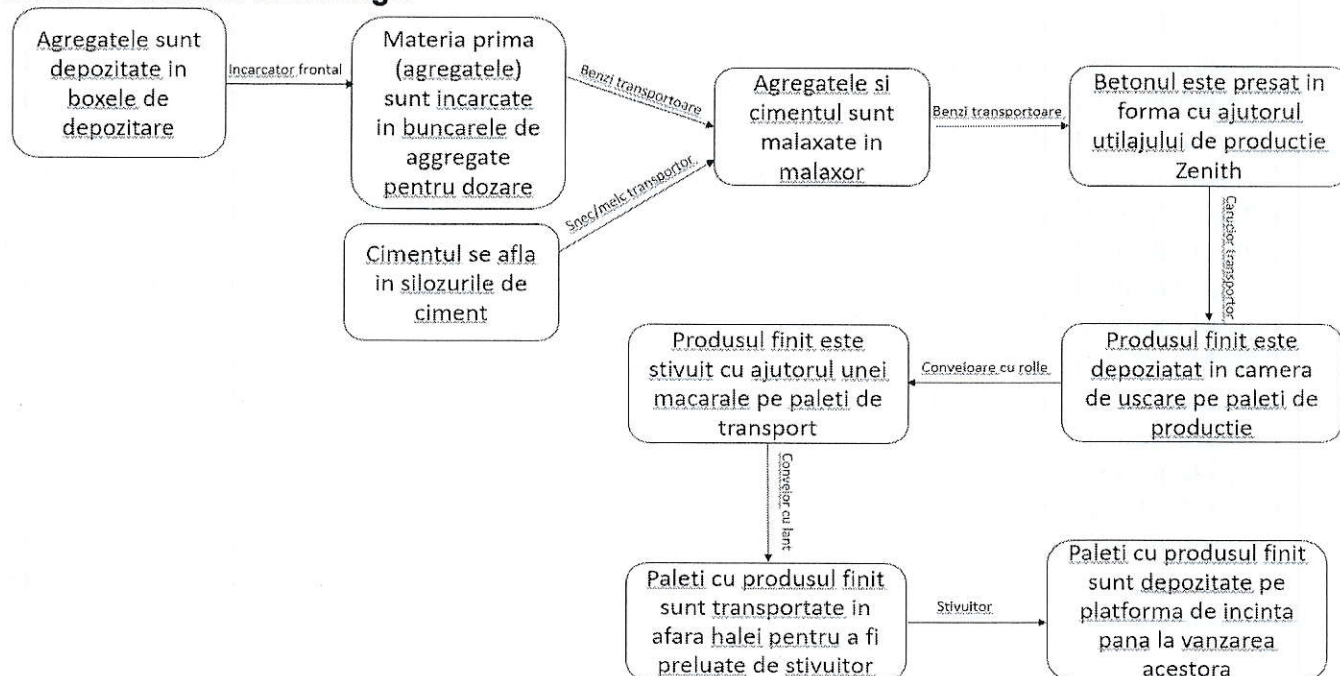 Agregatele sunt
depozitate in
boxele de
depozitare
Incarcator frontal
Materia prima
(agregatele)
sunt incarcate
in buncarele de
aggregate
pentru dozare
Benzi transportoare
Cimentul se afla
in silozurile de
ciment
Snec/melc transportor
Agregatele si
cimentul sunt
malaxate in
malaxor
Benzi transportoare
Betonul este presat in
forma cu ajutorul
utilajului de productie
Zenith
Carucior transportor
Produsul finit este
depoziatat in camera
de uscare pe paleti de
productie
Conveioare cu rolle
Produsul finit este
stivuit cu ajutorul unei
macarale pe paleti de
transport
Conveior cu lant
Paleti cu produsul finit
sunt transportate in
afara halei pentru a fi
preluate de stivuitor
Stivuitor
Paleti cu produsul finit
sunt depozitate pe
platforma de incinta
pana la vanzarea
acestora